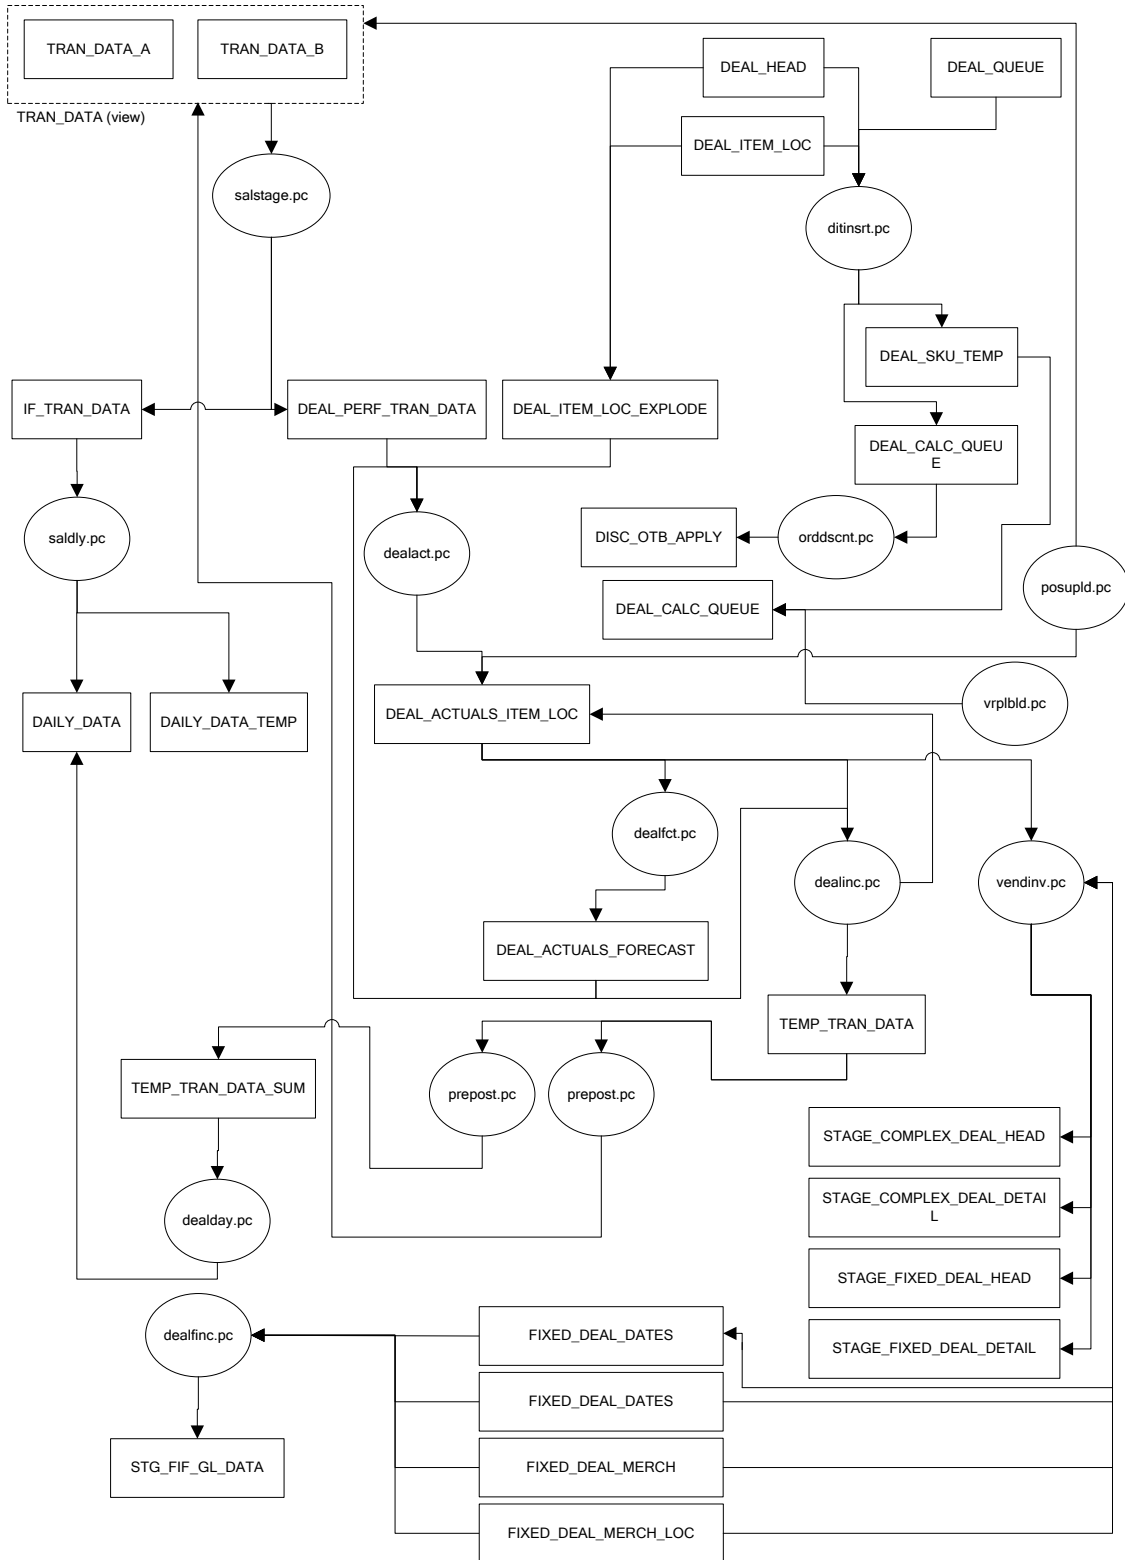 TRAN_DATA_A
TRAN_DATA_B
TRAN_DATA (view)
DEAL_HEAD
DEAL_QUEUE
DEAL_ITEM_LOC
salstage.pc
ditinsrt.pc
DEAL_SKU_TEMP
IF_TRAN_DATA
DEAL_PERF_TRAN_DATA
DEAL_ITEM_LOC_EXPLODE
DEAL_CALC_QUEU
E
saldly.pc
dealact.pc
DISC_OTB_APPLY
orddscnt.pc
posupld.pc
DEAL_CALC_QUEUE
DAILY_DATA
DAILY_DATA_TEMP
DEAL_ACTUALS_ITEM_LOC
vrplbld.pc
dealfct.pc
dealinc.pc
vendinv.pc
DEAL_ACTUALS_FORECAST
TEMP_TRAN_DATA
TEMP_TRAN_DATA_SUM
prepost.pc
prepost.pc
STAGE_COMPLEX_DEAL_HEAD
STAGE_COMPLEX_DEAL_DETAI
L
dealday.pc
STAGE_FIXED_DEAL_HEAD
dealfinc.pc
FIXED_DEAL_DATES
STAGE_FIXED_DEAL_DETAIL
FIXED_DEAL_DATES
STG_FIF_GL_DATA
FIXED_DEAL_MERCH
FIXED_DEAL_MERCH_LOC